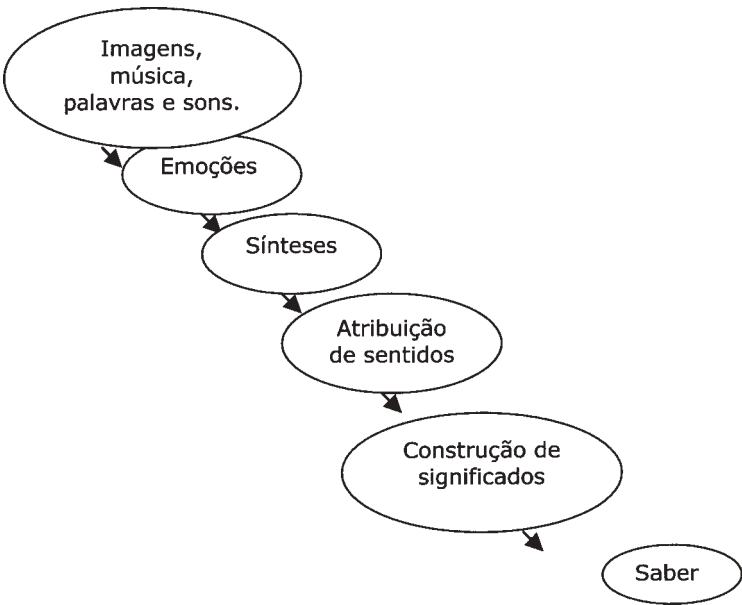 Imagens,
música,
palavras e sons.
Emoções
Sínteses
Atribuição
de sentidos
Construção de
significados
Saber